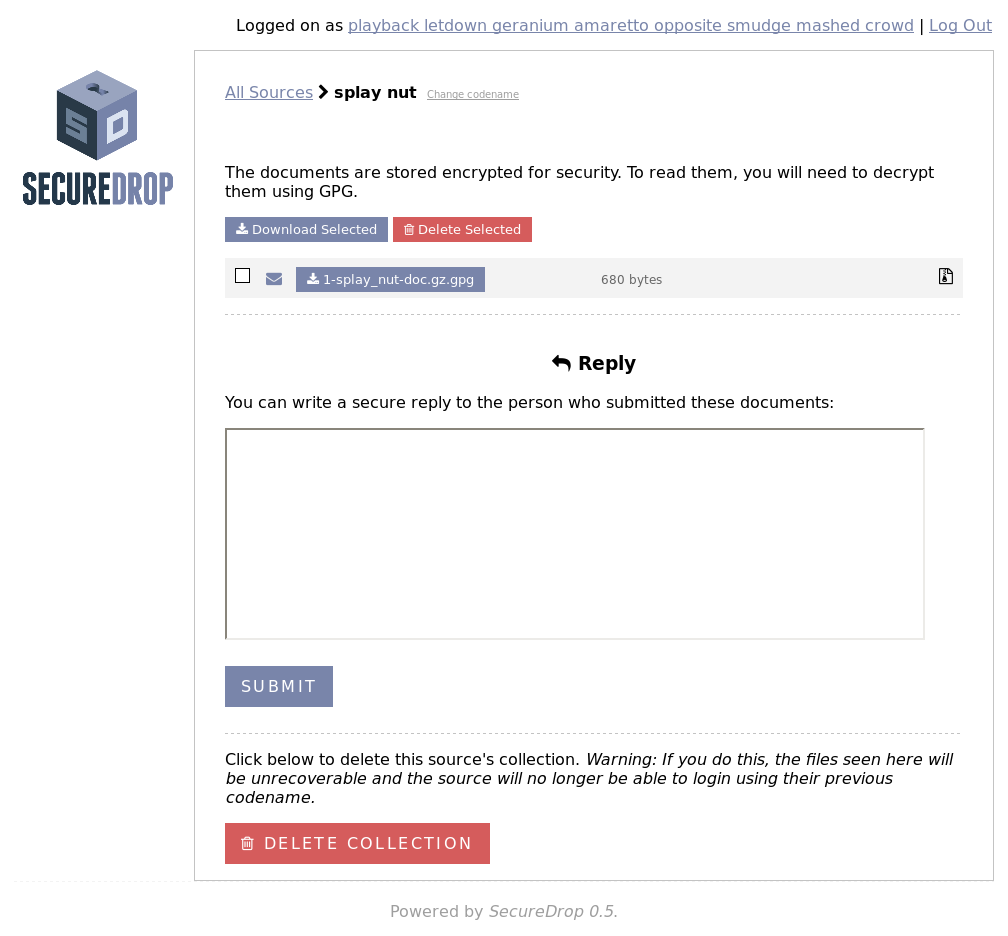 Logged on as playback letdown geranium amaretto opposite smudge mashed crowd | Log Out
All Sources splay nut Change codename
SD
SECUREDROP
The documents are stored encrypted for security. To read them, you will need to decrypt
them using GPG.
Download Selected Delete Selected
1-splay_nut-doc.gz.gpg 680 bytes
Reply
You can write a secure reply to the person who submitted these documents:
SUBMIT
Click below to delete this source's collection. Warning: If you do this, the files seen here will
be unrecoverable and the source will no longer be able to login using their previous
codename.
DELETE COLLECTION
Powered by SecureDrop 0.5.